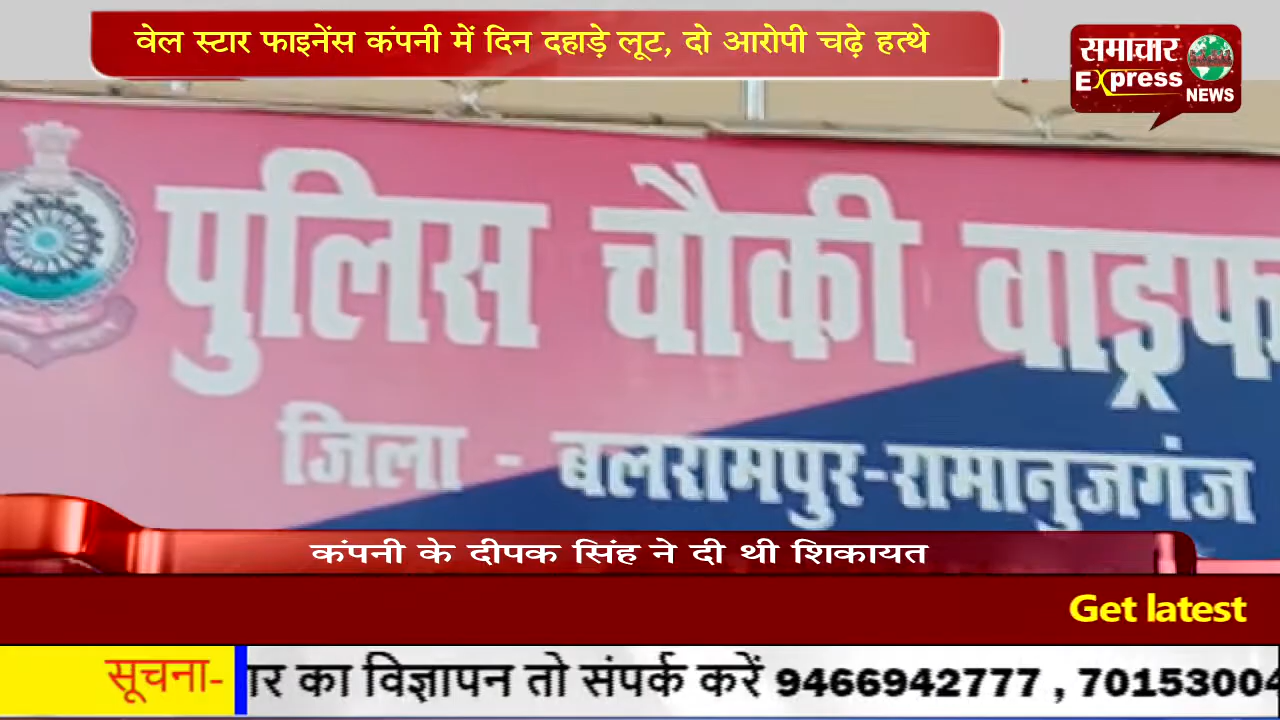 वेल स्टार फाइनेंस कंपनी में दिन दहाड़े लूट, दो आरोपी चढ़े हत्थे
समाचार
Express
NEWS
पुलिस चौकी
जिला - बलरामपुर-रामानुजगंज
कंपनी के दीपक सिंह ने दी थी शिकायत
Get latest
सूचना- का विज्ञापन तो संपर्क करें 9466942777 , 70153004